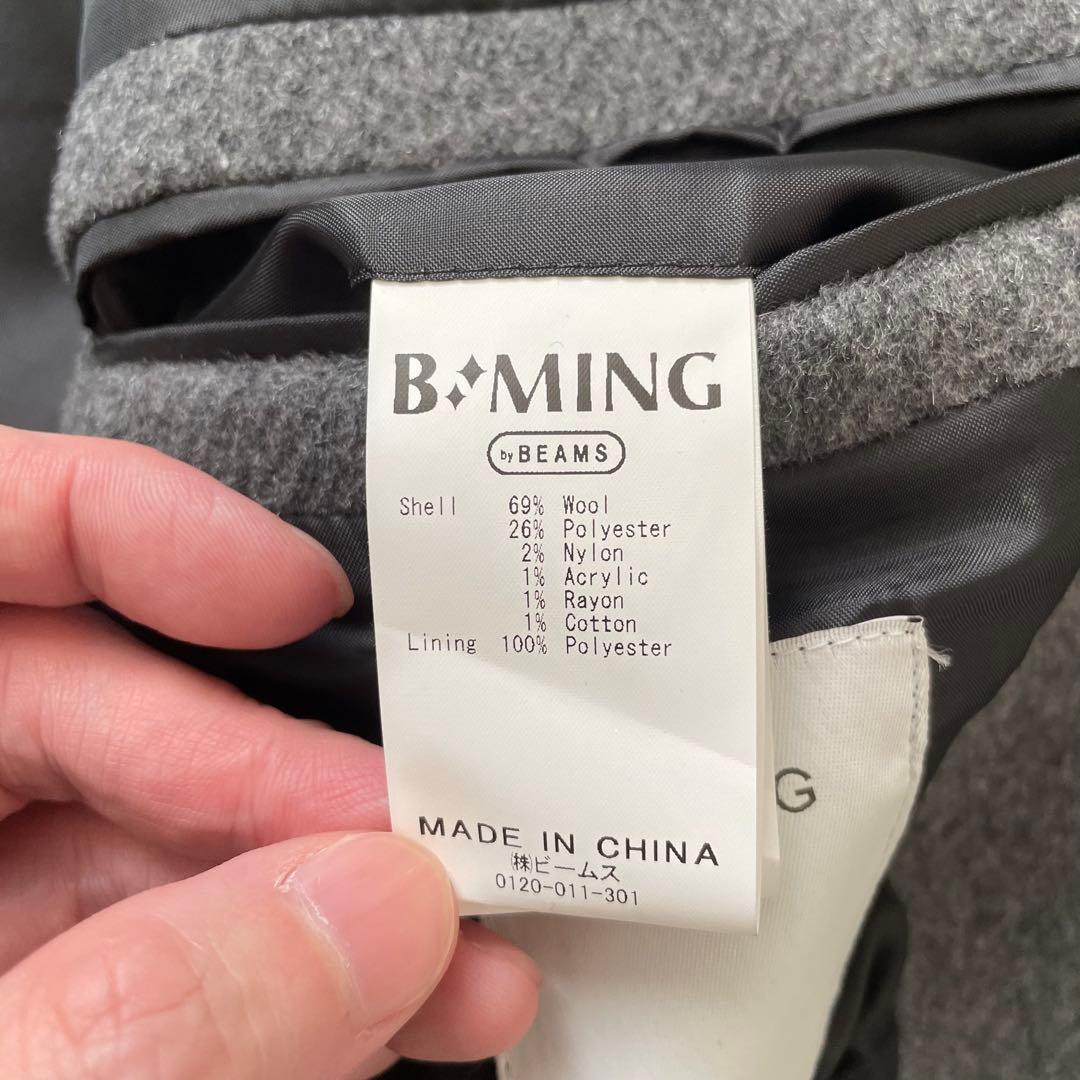 B MING
by BEAMS
Shell 69% Wool
26% Polyester
2% Nylon
1% Acrylic
1% Rayon
1% Cotton
Lining 100% Polyester
MADE IN CHINA
㈱ビームス
0120-011-301
G